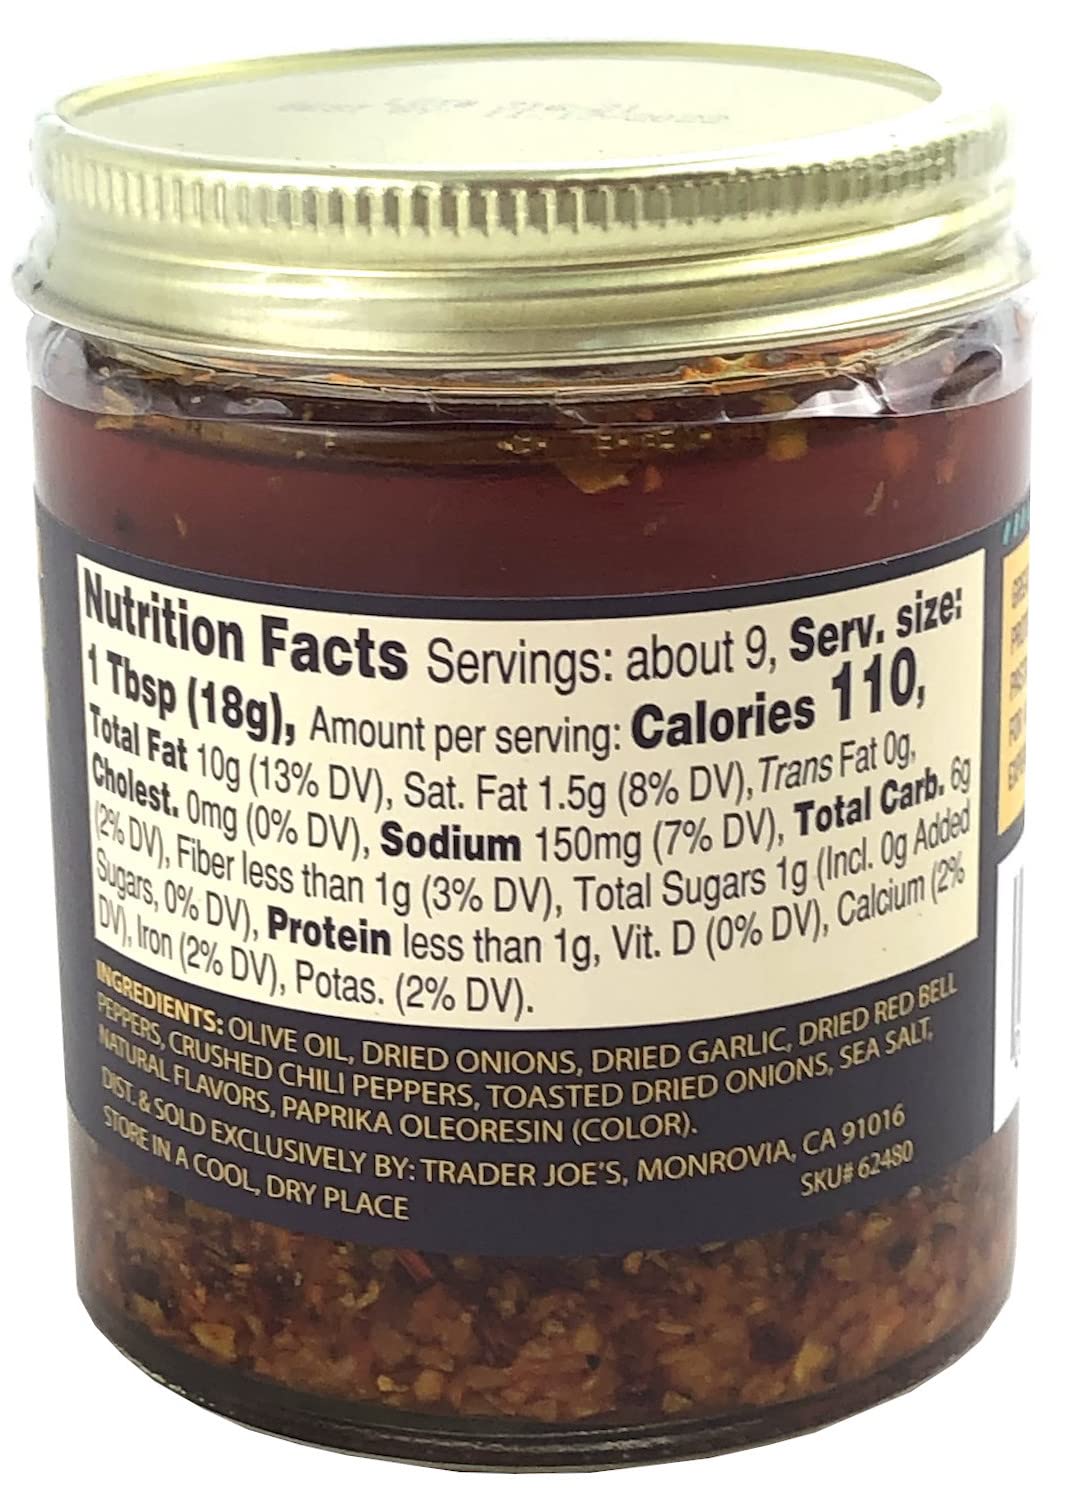 Nutrition Facts Servings: about 9, Serv. size:
1 Tbsp (18g), Amount per serving: Calories 110,
Total Fat 10g (13% DV), Sat. Fat 1.5g (8% DV), Trans Fat 0g,
Cholest. 0mg (0% DV), Sodium 150mg (7% DV), Total Carb. 6g
(2% DV), Fiber less than 1g (3% DV), Total Sugars 1g (Incl. 0g Added
Sugars, 0% DV), Protein less than 1g, Vit. D (0% DV), Calcium (2%
DV), Iron (2% DV), Potas. (2% DV).
INGREDIENTS: OLIVE OIL, DRIED ONIONS, DRIED GARLIC, DRIED RED BELL
PEPPERS, CRUSHED CHILI PEPPERS, TOASTED DRIED ONIONS, SEA SALT,
NATURAL FLAVORS, PAPRIKA OLEORESIN (COLOR).
DIST. & SOLD EXCLUSIVELY BY: TRADER JOE'S, MONROVIA, CA 91016
STORE IN A COOL, DRY PLACE
SKU# 62480